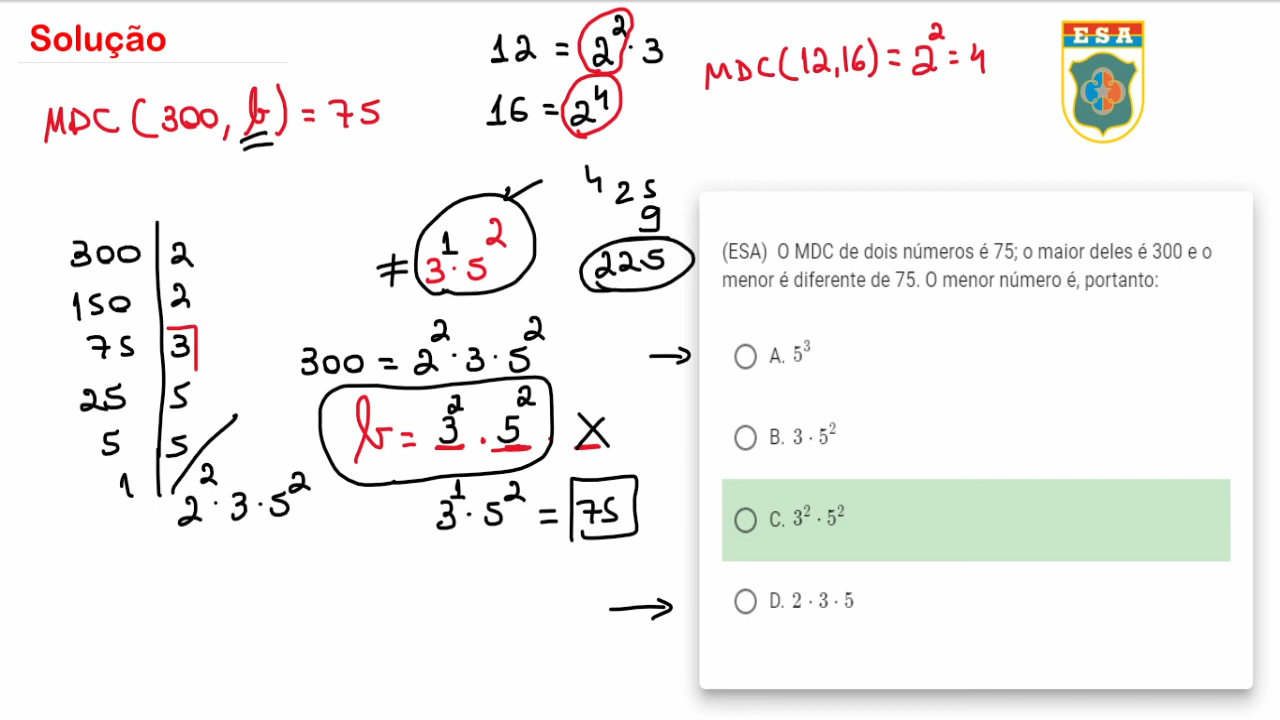 Solução
12 = 2² · 3
16 = 2⁴
MDC(12,16) = 2² = 4
ESA
MDC(300, b) = 75
300 | 2
150 | 2
75 | 3
25 | 5
5 | 5
1 | 2² · 3 · 5²
≠ 3¹ · 5²
4
25
9
225
300 = 2² · 3 · 5² →
b = 3² · 5² X
3¹ · 5² = 75
→
(ESA) O MDC de dois números é 75; o maior deles é 300 e o
menor é diferente de 75. O menor número é, portanto:
A. 5³
B. 3 · 5²
C. 3² · 5²
D. 2 · 3 · 5